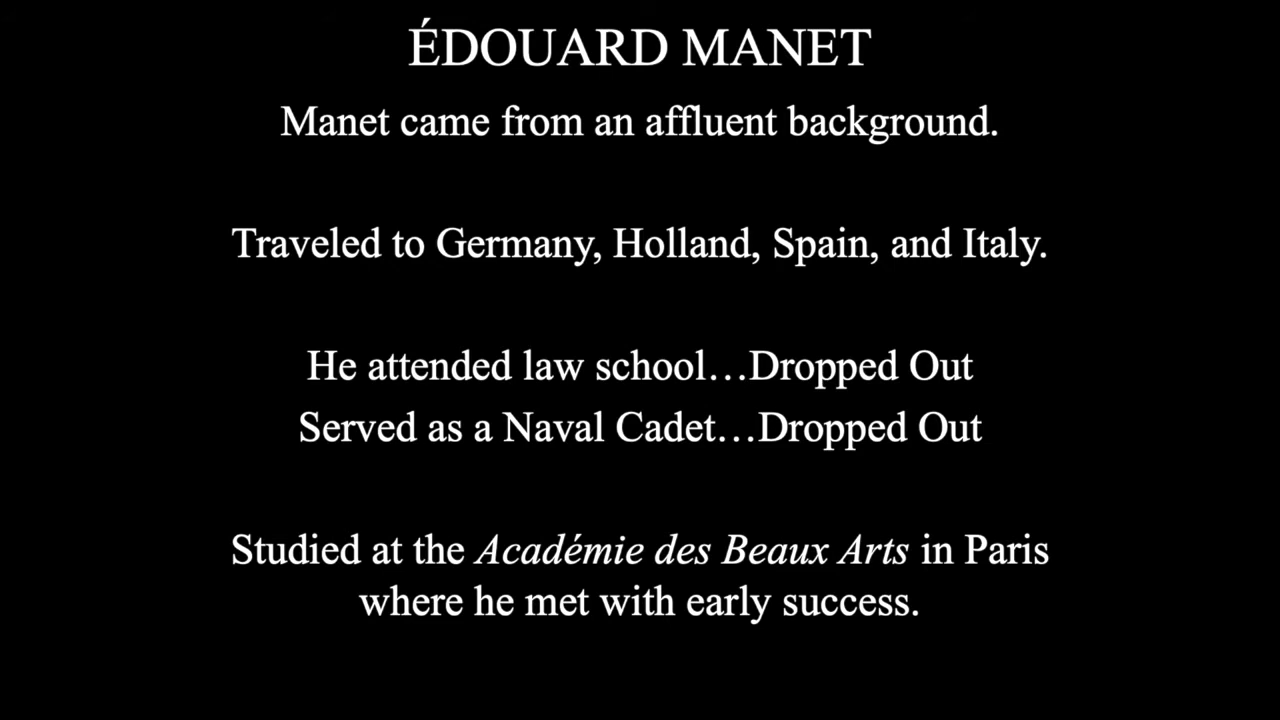 ÉDOUARD MANET
Manet came from an affluent background.
Traveled to Germany, Holland, Spain, and Italy.
He attended law school…Dropped Out
Served as a Naval Cadet…Dropped Out
Studied at the Académie des Beaux Arts in Paris
where he met with early success.